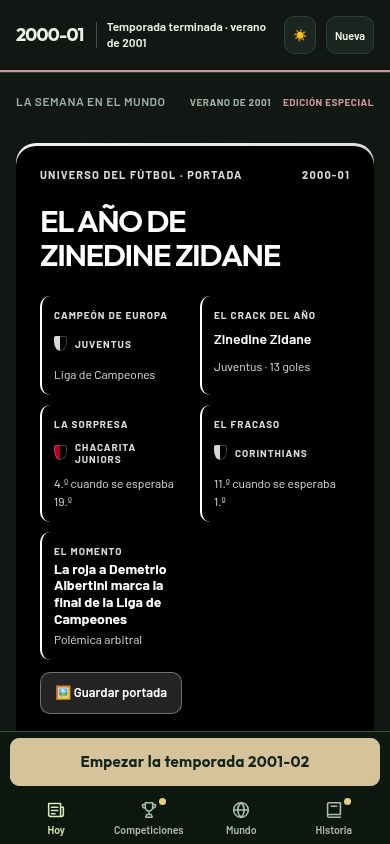 2000-01
Temporada terminada · verano
de 2001
Nueva
LA SEMANA EN EL MUNDO
VERANO DE 2001
EDICIÓN ESPECIAL
UNIVERSO DEL FÚTBOL · PORTADA
2000-01
EL AÑO DE
ZINEDINE ZIDANE
CAMPEÓN DE EUROPA
JUVENTUS
Liga de Campeones
EL CRACK DEL AÑO
Zinedine Zidane
Juventus · 13 goles
LA SORPRESA
CHACARITA
JUNIORS
4.º cuando se esperaba
19.º
EL FRACASO
CORINTHIANS
11.º cuando se esperaba
1.º
EL MOMENTO
La roja a Demetrio
Albertini marca la
final de la Liga de
Campeones
Polémica arbitral
Guardar portada
Empezar la temporada 2001-02
Hoy
Competiciones
Mundo
Historia